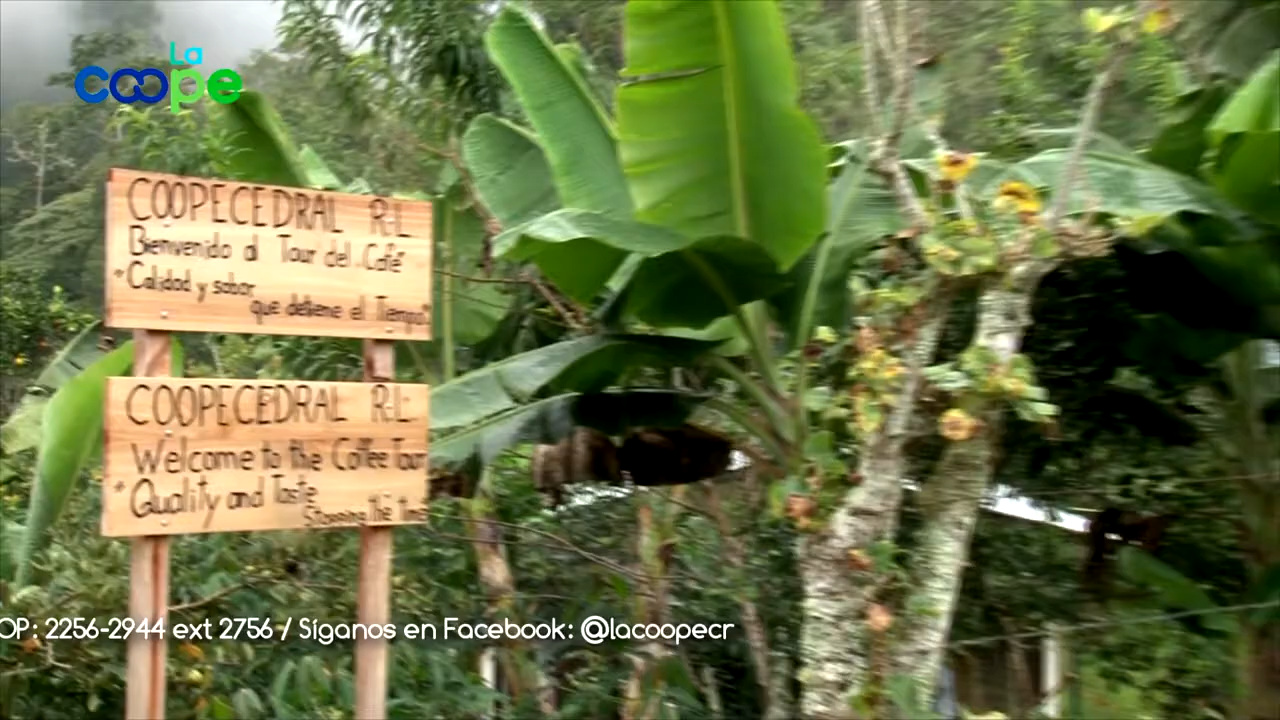 La
coope
COOPECEDRAL R.L.
Bienvenido al Tour del Café
"Calidad y sabor
que detiene el Tiempo"
COOPECEDRAL R.L.
Welcome to the Coffee Tour
"Quality and Taste
Stopping the Time
OP: 2256-2944 ext 2756 / Síganos en Facebook: @lacoopecr